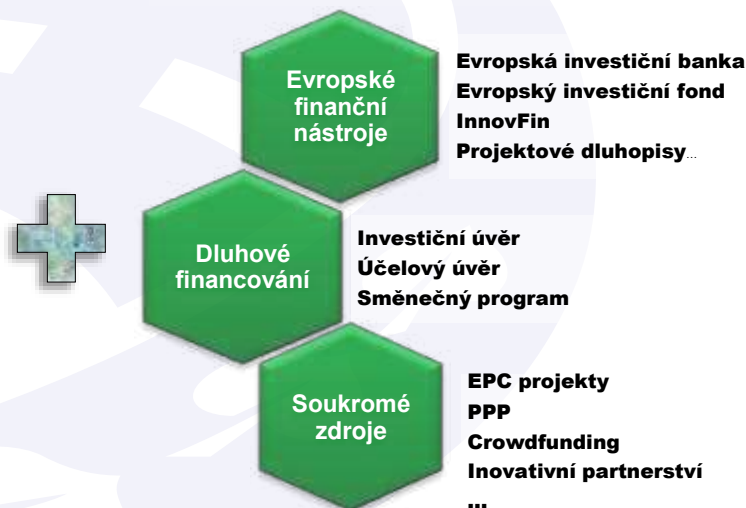 Evropské
finanční
nástroje
Evropská investiční banka
Evropský investiční fond
InnovFin
Projektové dluhopisy...
Dluhové
financování
Investiční úvěr
Účelový úvěr
Směnečný program
Soukromé
zdroje
EPC projekty
PPP
Crowdfunding
Inovativní partnerství
...